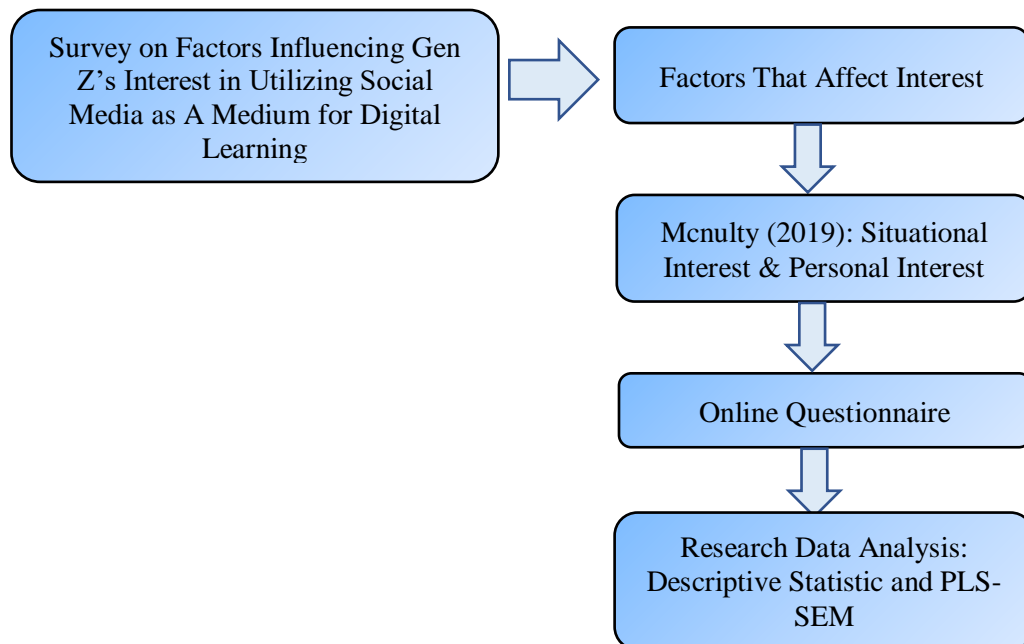 Survey on Factors Influencing Gen
Z’s Interest in Utilizing Social
Media as A Medium for Digital
Learning
Factors That Affect Interest
Mcnulty (2019): Situational
Interest & Personal Interest
Online Questionnaire
Research Data Analysis:
Descriptive Statistic and PLS-
SEM